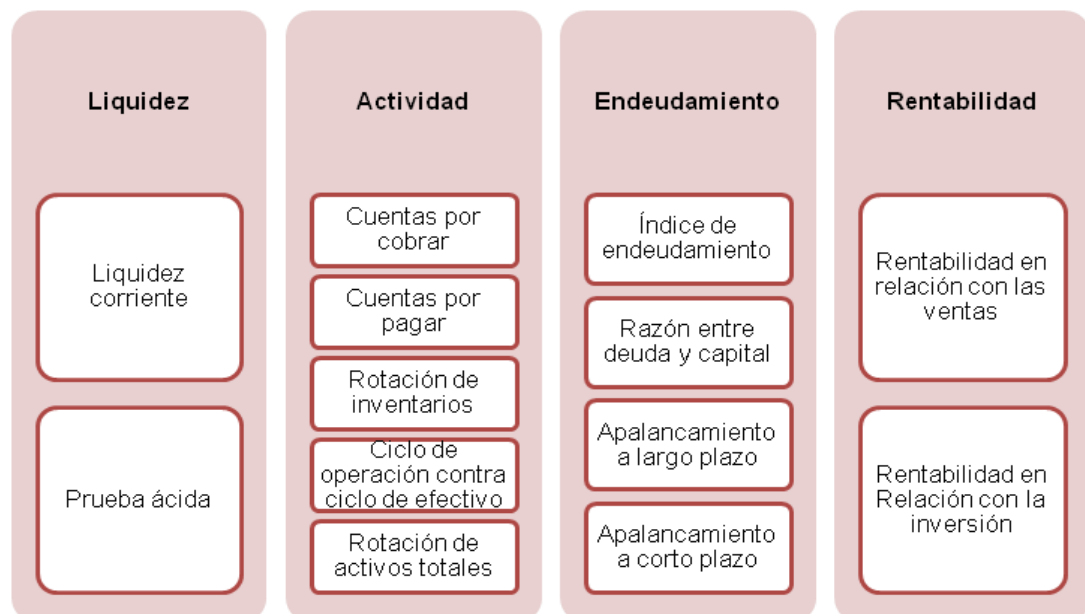 Liquidez
Liquidez
corriente
Prueba ácida
Actividad
Cuentas por
cobrar
Cuentas por
pagar
Rotación de
inventarios
Ciclo de
operación contra
ciclo de efectivo
Rotación de
activos totales
Endeudamiento
Índice de
endeudamiento
Razón entre
deuda y capital
Apalancamiento
a largo plazo
Apalancamiento
a corto plazo
Rentabilidad
Rentabilidad en
relación con las
ventas
Rentabilidad en
Relación con la
inversión